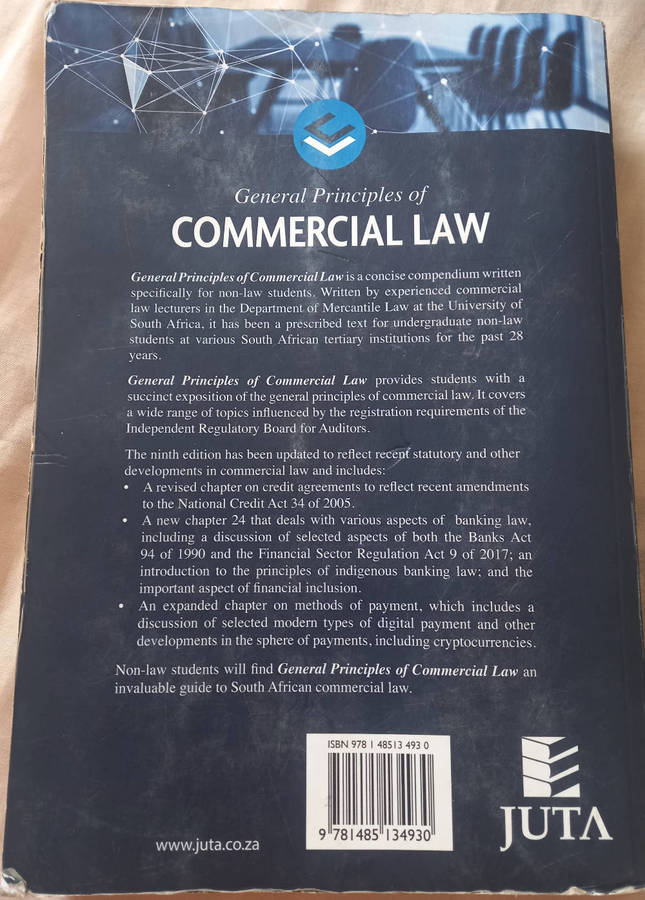 General Principles of
COMMERCIAL LAW
General Principles of Commercial Law is a concise compendium written
specifically for non-law students. Written by experienced commercial
law lecturers in the Department of Mercantile Law at the University of
South Africa, it has been a prescribed text for undergraduate non-law
students at various South African tertiary institutions for the past 28
years.
General Principles of Commercial Law provides students with a
succinct exposition of the general principles of commercial law. It covers
a wide range of topics influenced by the registration requirements of the
Independent Regulatory Board for Auditors.
The ninth edition has been updated to reflect recent statutory and other
developments in commercial law and includes:
• A revised chapter on credit agreements to reflect recent amendments
to the National Credit Act 34 of 2005.
• A new chapter 24 that deals with various aspects of banking law,
including a discussion of selected aspects of both the Banks Act
94 of 1990 and the Financial Sector Regulation Act 9 of 2017; an
introduction to the principles of indigenous banking law; and the
important aspect of financial inclusion.
• An expanded chapter on methods of payment, which includes a
discussion of selected modern types of digital payment and other
developments in the sphere of payments, including cryptocurrencies.
Non-law students will find General Principles of Commercial Law an
invaluable guide to South African commercial law.
ISBN 978 1 48513 493 0
9 781485 134930
www.juta.co.za
JUTA